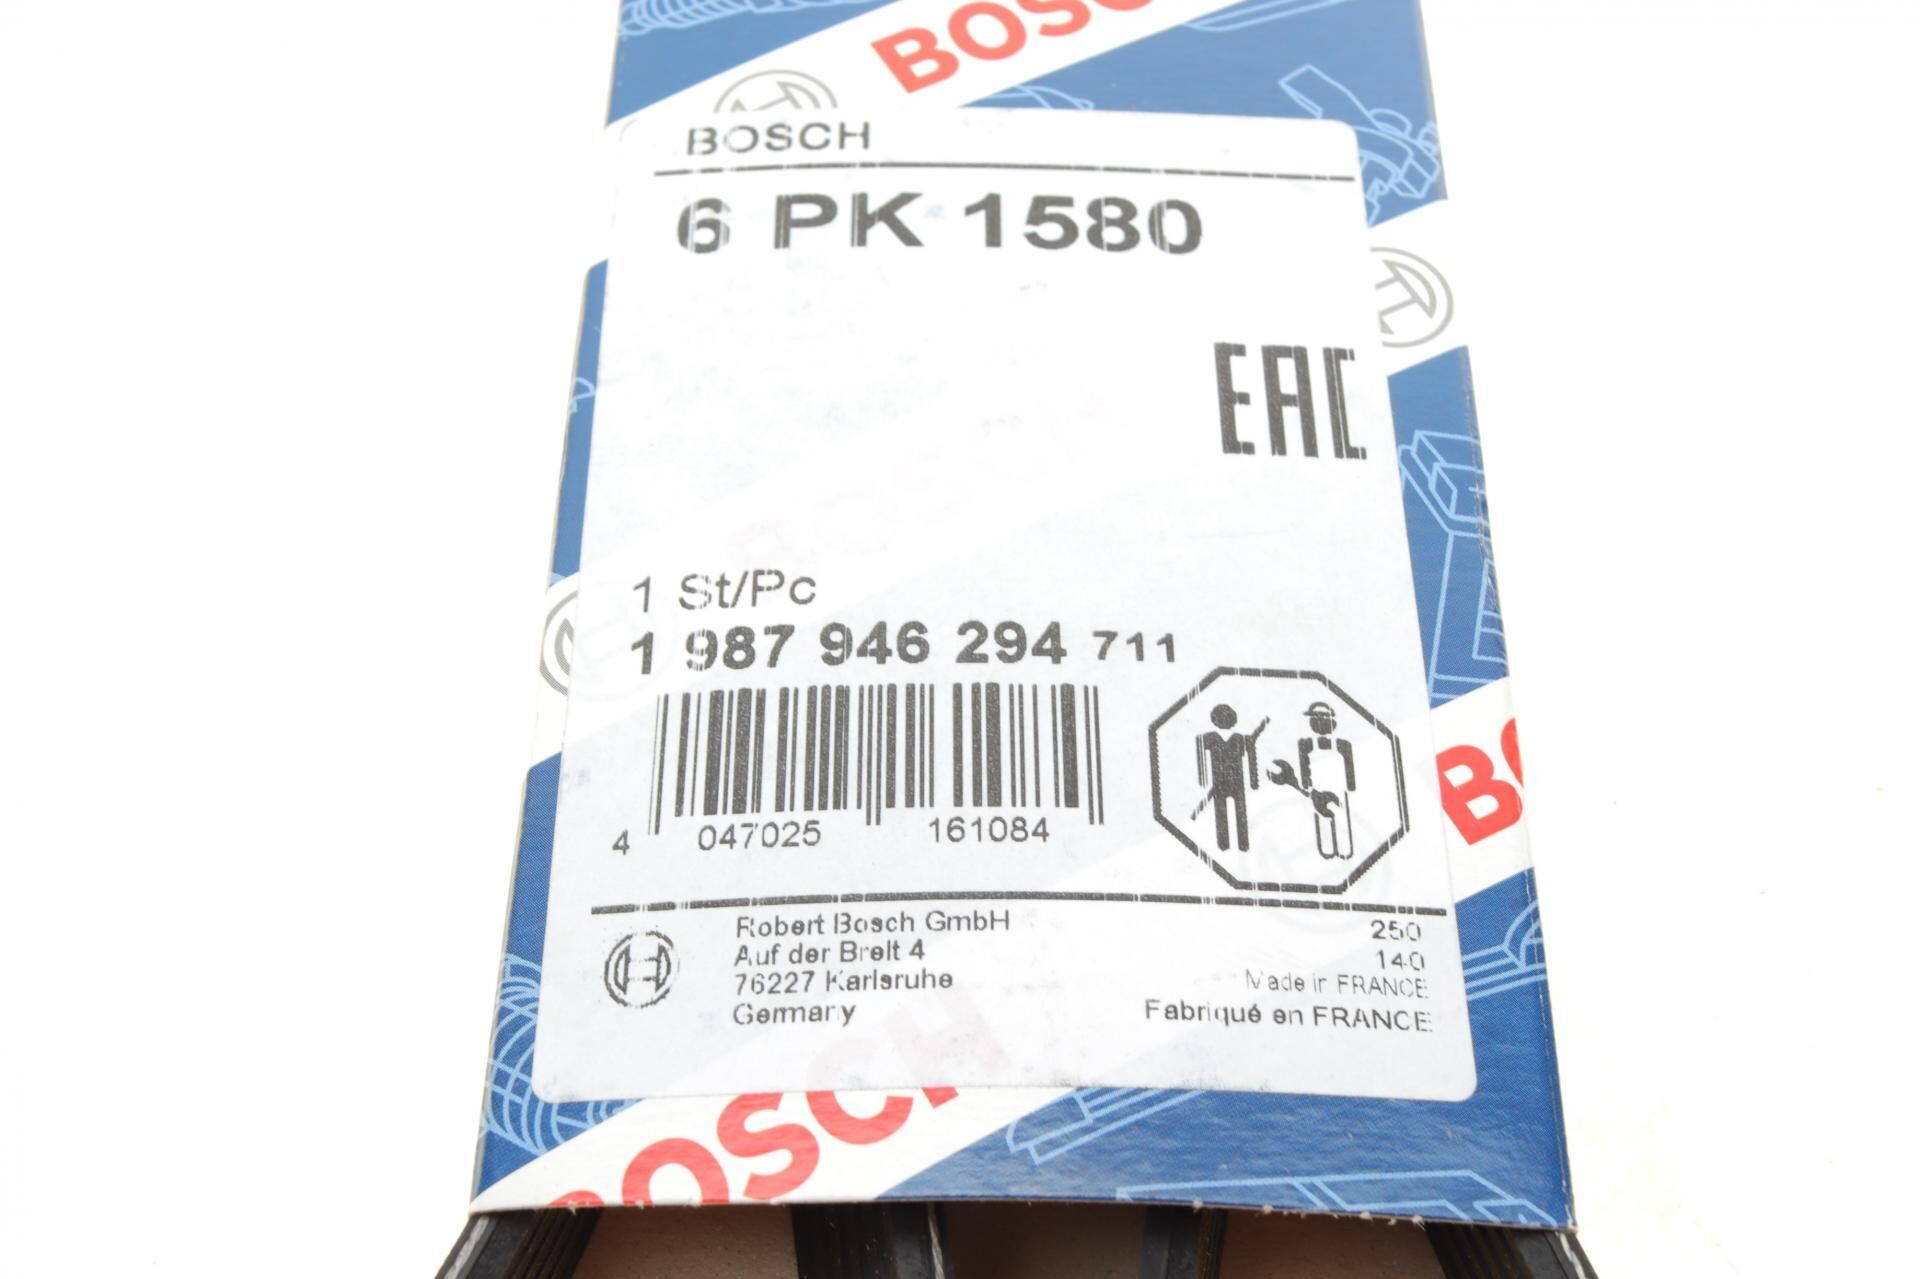 BOSCH
BOSCH
6 PK 1580
EAC
1 St/Pc
1 987 946 294 711
4 047025 161084
Robert Bosch GmbH
Auf der Breit 4
76227 Karlsruhe
Germany
250
140
Made in FRANCE
Fabriqué en FRANCE
BOSCH